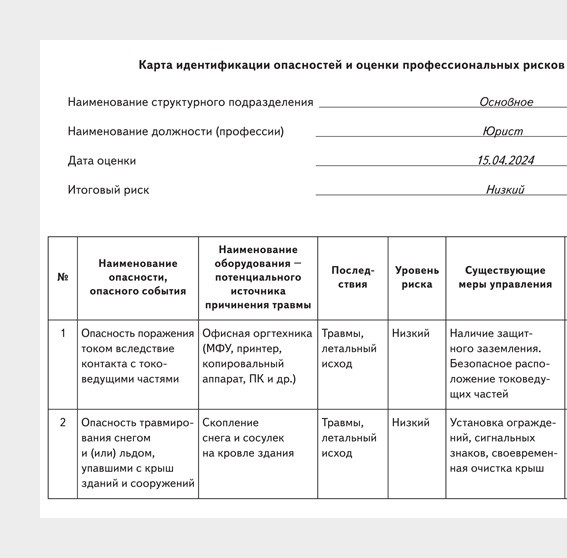 Карта идентификации опасностей и оценки профессиональных рисков
Наименование структурного подразделения Основное
Наименование должности (профессии) Юрист
Дата оценки 15.04.2024
Итоговый риск Низкий
№
Наименование
опасности,
опасного события
Наименование
оборудования —
потенциального
источника
причинения травмы
Послед-
ствия
Уровень
риска
Существующие
меры управления
1
Опасность поражения
током вследствие
контакта с токо-
ведущими частями
Офисная оргтехника
(МФУ, принтер,
копировальный
аппарат, ПК и др.)
Травмы,
летальный
исход
Низкий
Наличие защит-
ного заземления.
Безопасное распо-
ложение токоведу-
щих частей
2
Опасность травмиро-
вания снегом
и (или) льдом,
упавшими с крыш
зданий и сооружений
Скопление
снега и сосулек
на кровле здания
Травмы,
летальный
исход
Низкий
Установка огражде-
ний, сигнальных
знаков, своевремен-
ная очистка крыш